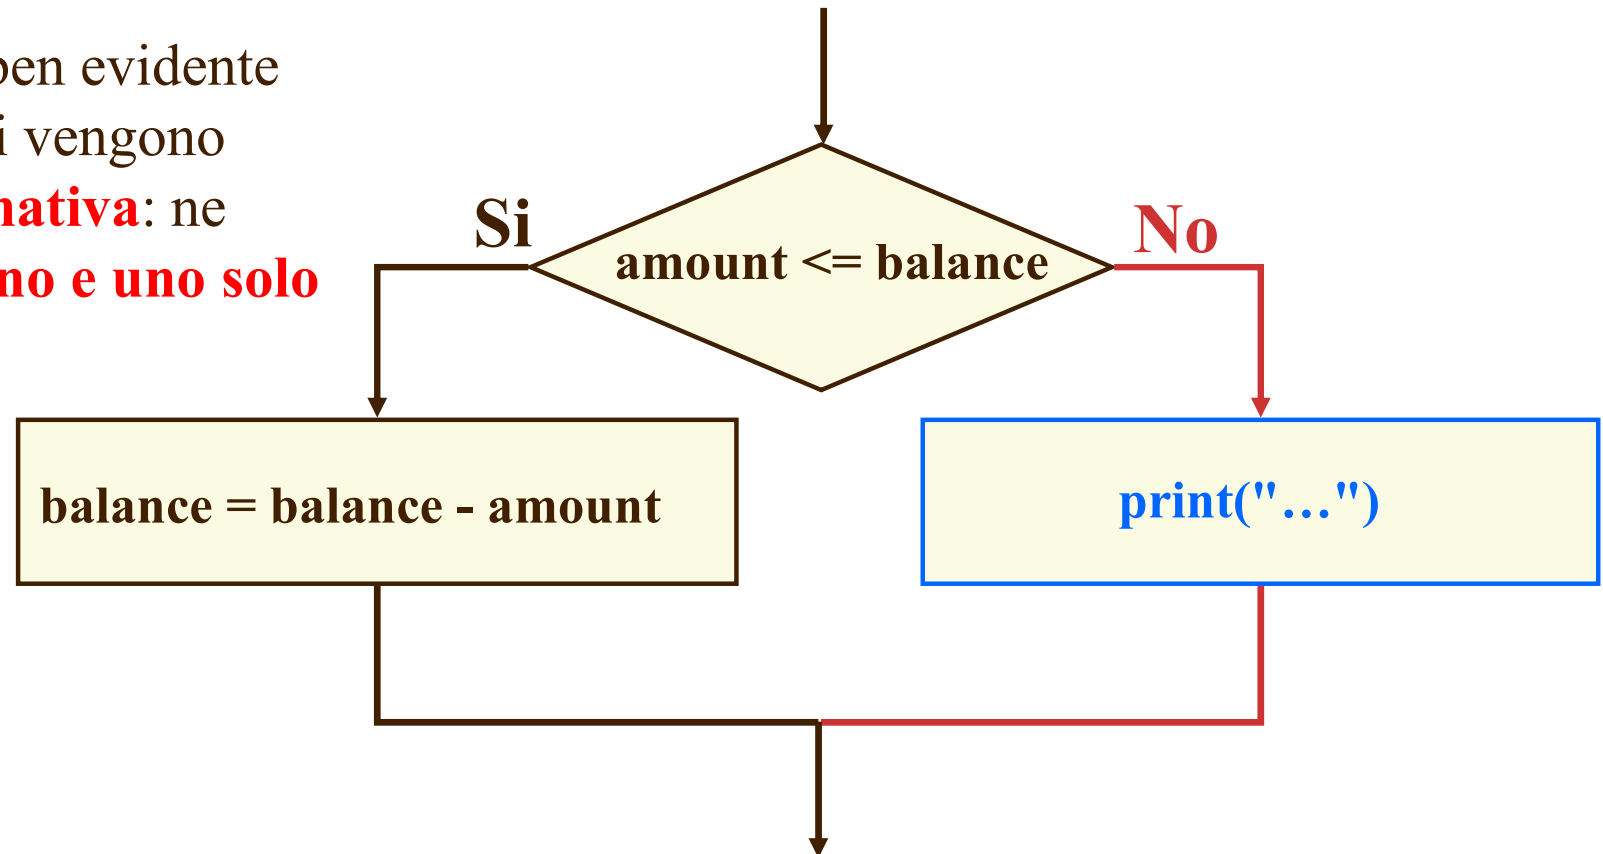 ben evidente
i vengono
nativa: ne
no e uno solo
Si
No
amount <= balance
balance = balance - amount
print("…")